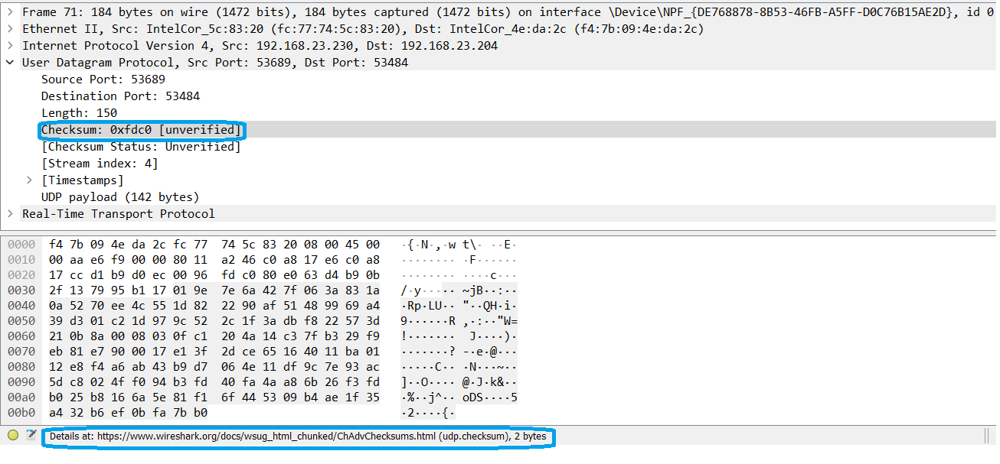 Frame 71: 184 bytes on wire (1472 bits), 184 bytes captured (1472 bits) on interface \Device\NPF_{DE768878-8B53-46FB-A5FF-D0C76B15AE2D}, id 0
Ethernet II, Src: IntelCor_5c:83:20 (fc:77:74:5c:83:20), Dst: IntelCor_4e:da:2c (f4:7b:09:4e:da:2c)
Internet Protocol Version 4, Src: 192.168.23.230, Dst: 192.168.23.204
User Datagram Protocol, Src Port: 53689, Dst Port: 53484
Source Port: 53689
Destination Port: 53484
Length: 150
Checksum: 0xfdc0 [unverified]
[Checksum Status: Unverified]
[Stream index: 4]
[Timestamps]
UDP payload (142 bytes)
Real-Time Transport Protocol
0000 f4 7b 09 4e da 2c fc 77 74 5c 83 20 08 00 45 00 ·{·N·,·w t\· ··E·
0010 00 aa e6 f9 00 00 80 11 a2 46 c0 a8 17 e6 c0 a8 ········ ·F······
0020 17 cc d1 b9 d0 ec 00 96 fd c0 80 e0 63 d4 b9 0b ········ ····c···
0030 2f 13 79 95 b1 17 01 9e 7e 6a 42 7f 06 3a 83 1a /·y····· ~jB··:··
0040 0a 52 70 ee 4c 55 1d 82 22 90 af 51 48 99 69 a4 ·Rp·LU·· "··QH·i·
0050 39 d3 01 c2 1d 97 9c 52 2c 1f 3a db f8 22 57 3d 9······R ,·:··"W=
0060 21 0b 8a 00 08 03 0f c1 20 4a 14 c3 7f b3 29 f9 !·······  J····)·
0070 eb 81 e7 90 00 17 e1 3f 2d ce 65 16 40 11 ba 01 ·······? -·e·@···
0080 12 e8 f4 a6 ab 43 b9 d7 06 4e 11 df 9c 7e 93 ac ·····C·· ·N···~··
0090 5d c8 02 4f f0 94 b3 fd 40 fa 4a a8 6b 26 f3 fd ]··O···· @·J·k&··
00a0 b0 25 b8 16 6a 5e 81 f1 6f 44 53 09 b4 ae 1f 35 ·%··j^·· oDS····5
00b0 a4 32 b6 ef 0b fa 7b b0 ·2····{·
Details at: https://www.wireshark.org/docs/wsug_html_chunked/ChAdvChecksums.html (udp.checksum), 2 bytes